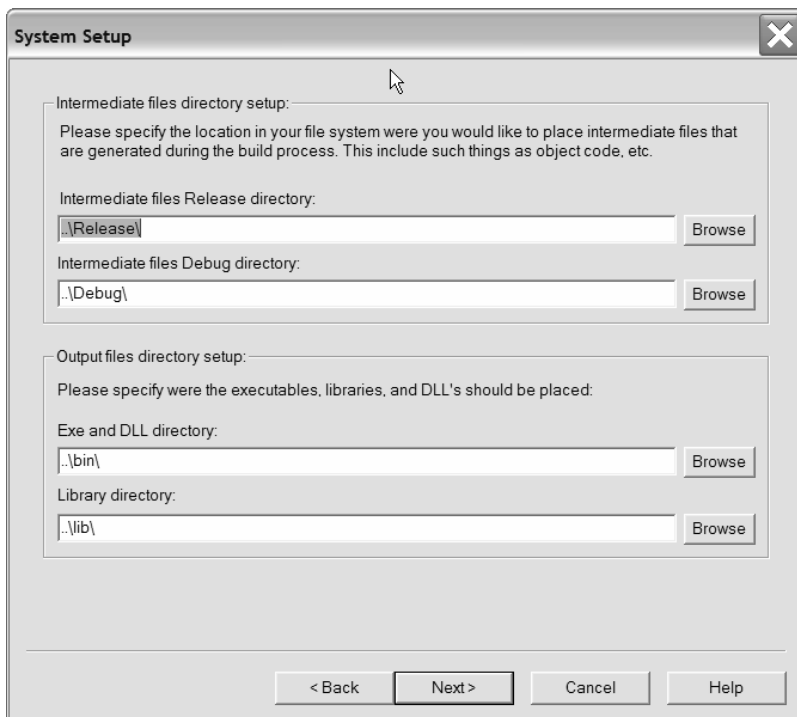 System Setup
Intermediate files directory setup:
Please specify the location in your file system were you would like to place intermediate files that
are generated during the build process. This include such things as object code, etc.
Intermediate files Release directory:
..\Release\
Browse
Intermediate files Debug directory:
..\Debug\
Browse
Output files directory setup:
Please specify were the executables, libraries, and DLL's should be placed:
Exe and DLL directory:
..\bin\
Browse
Library directory:
..\lib\
Browse
< Back
Next >
Cancel
Help